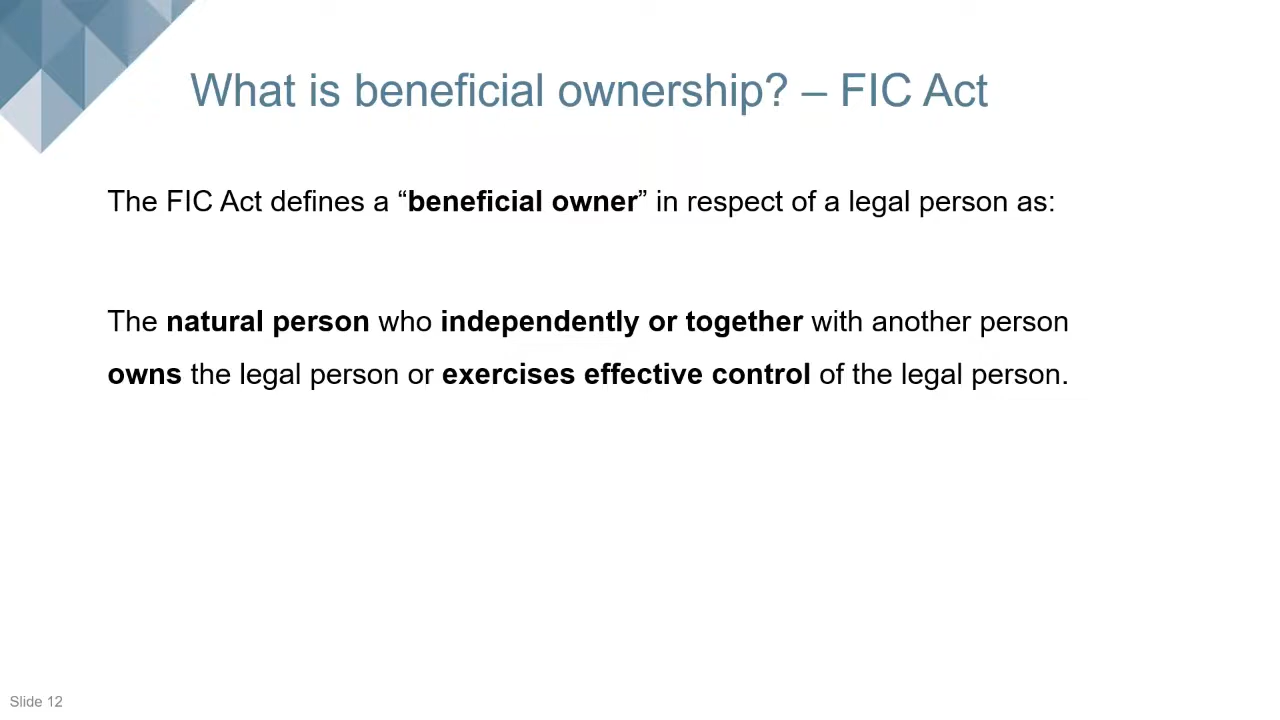 What is beneficial ownership? – FIC Act
The FIC Act defines a “beneficial owner” in respect of a legal person as:
The natural person who independently or together with another person
owns the legal person or exercises effective control of the legal person.
Slide 12